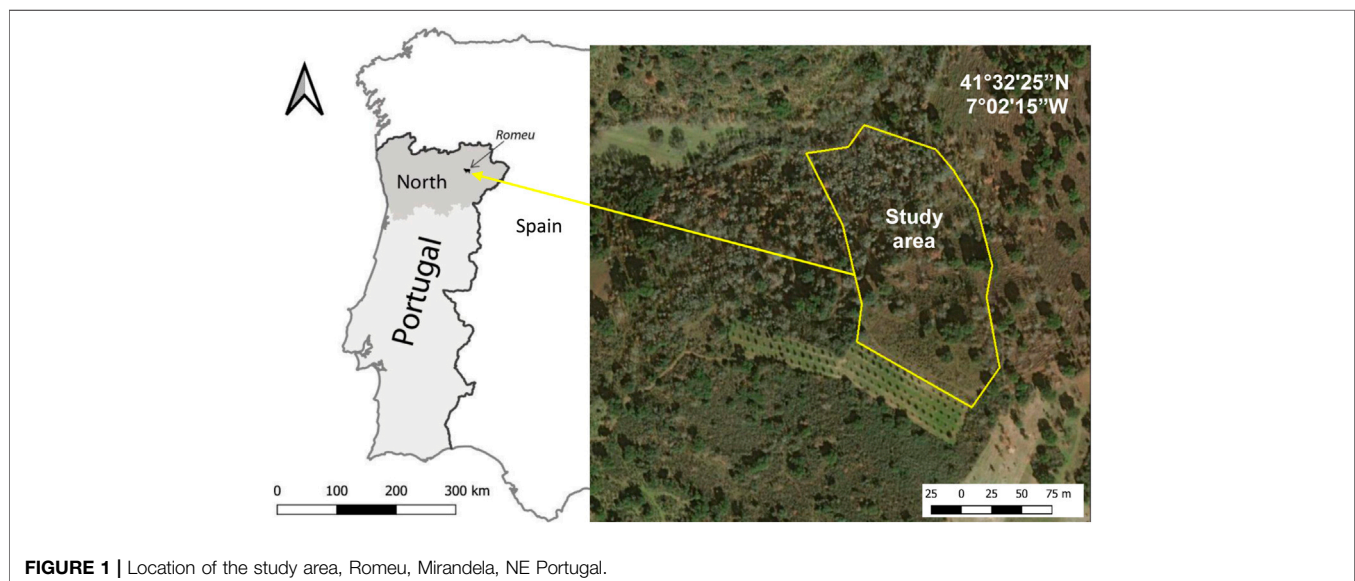 41°32'25”N
7°02'15”W
Romeu
North
Study
area
Spain
Portugal
0 100 200 300 km
25 0 25 50 75 m
FIGURE 1 | Location of the study area, Romeu, Mirandela, NE Portugal.